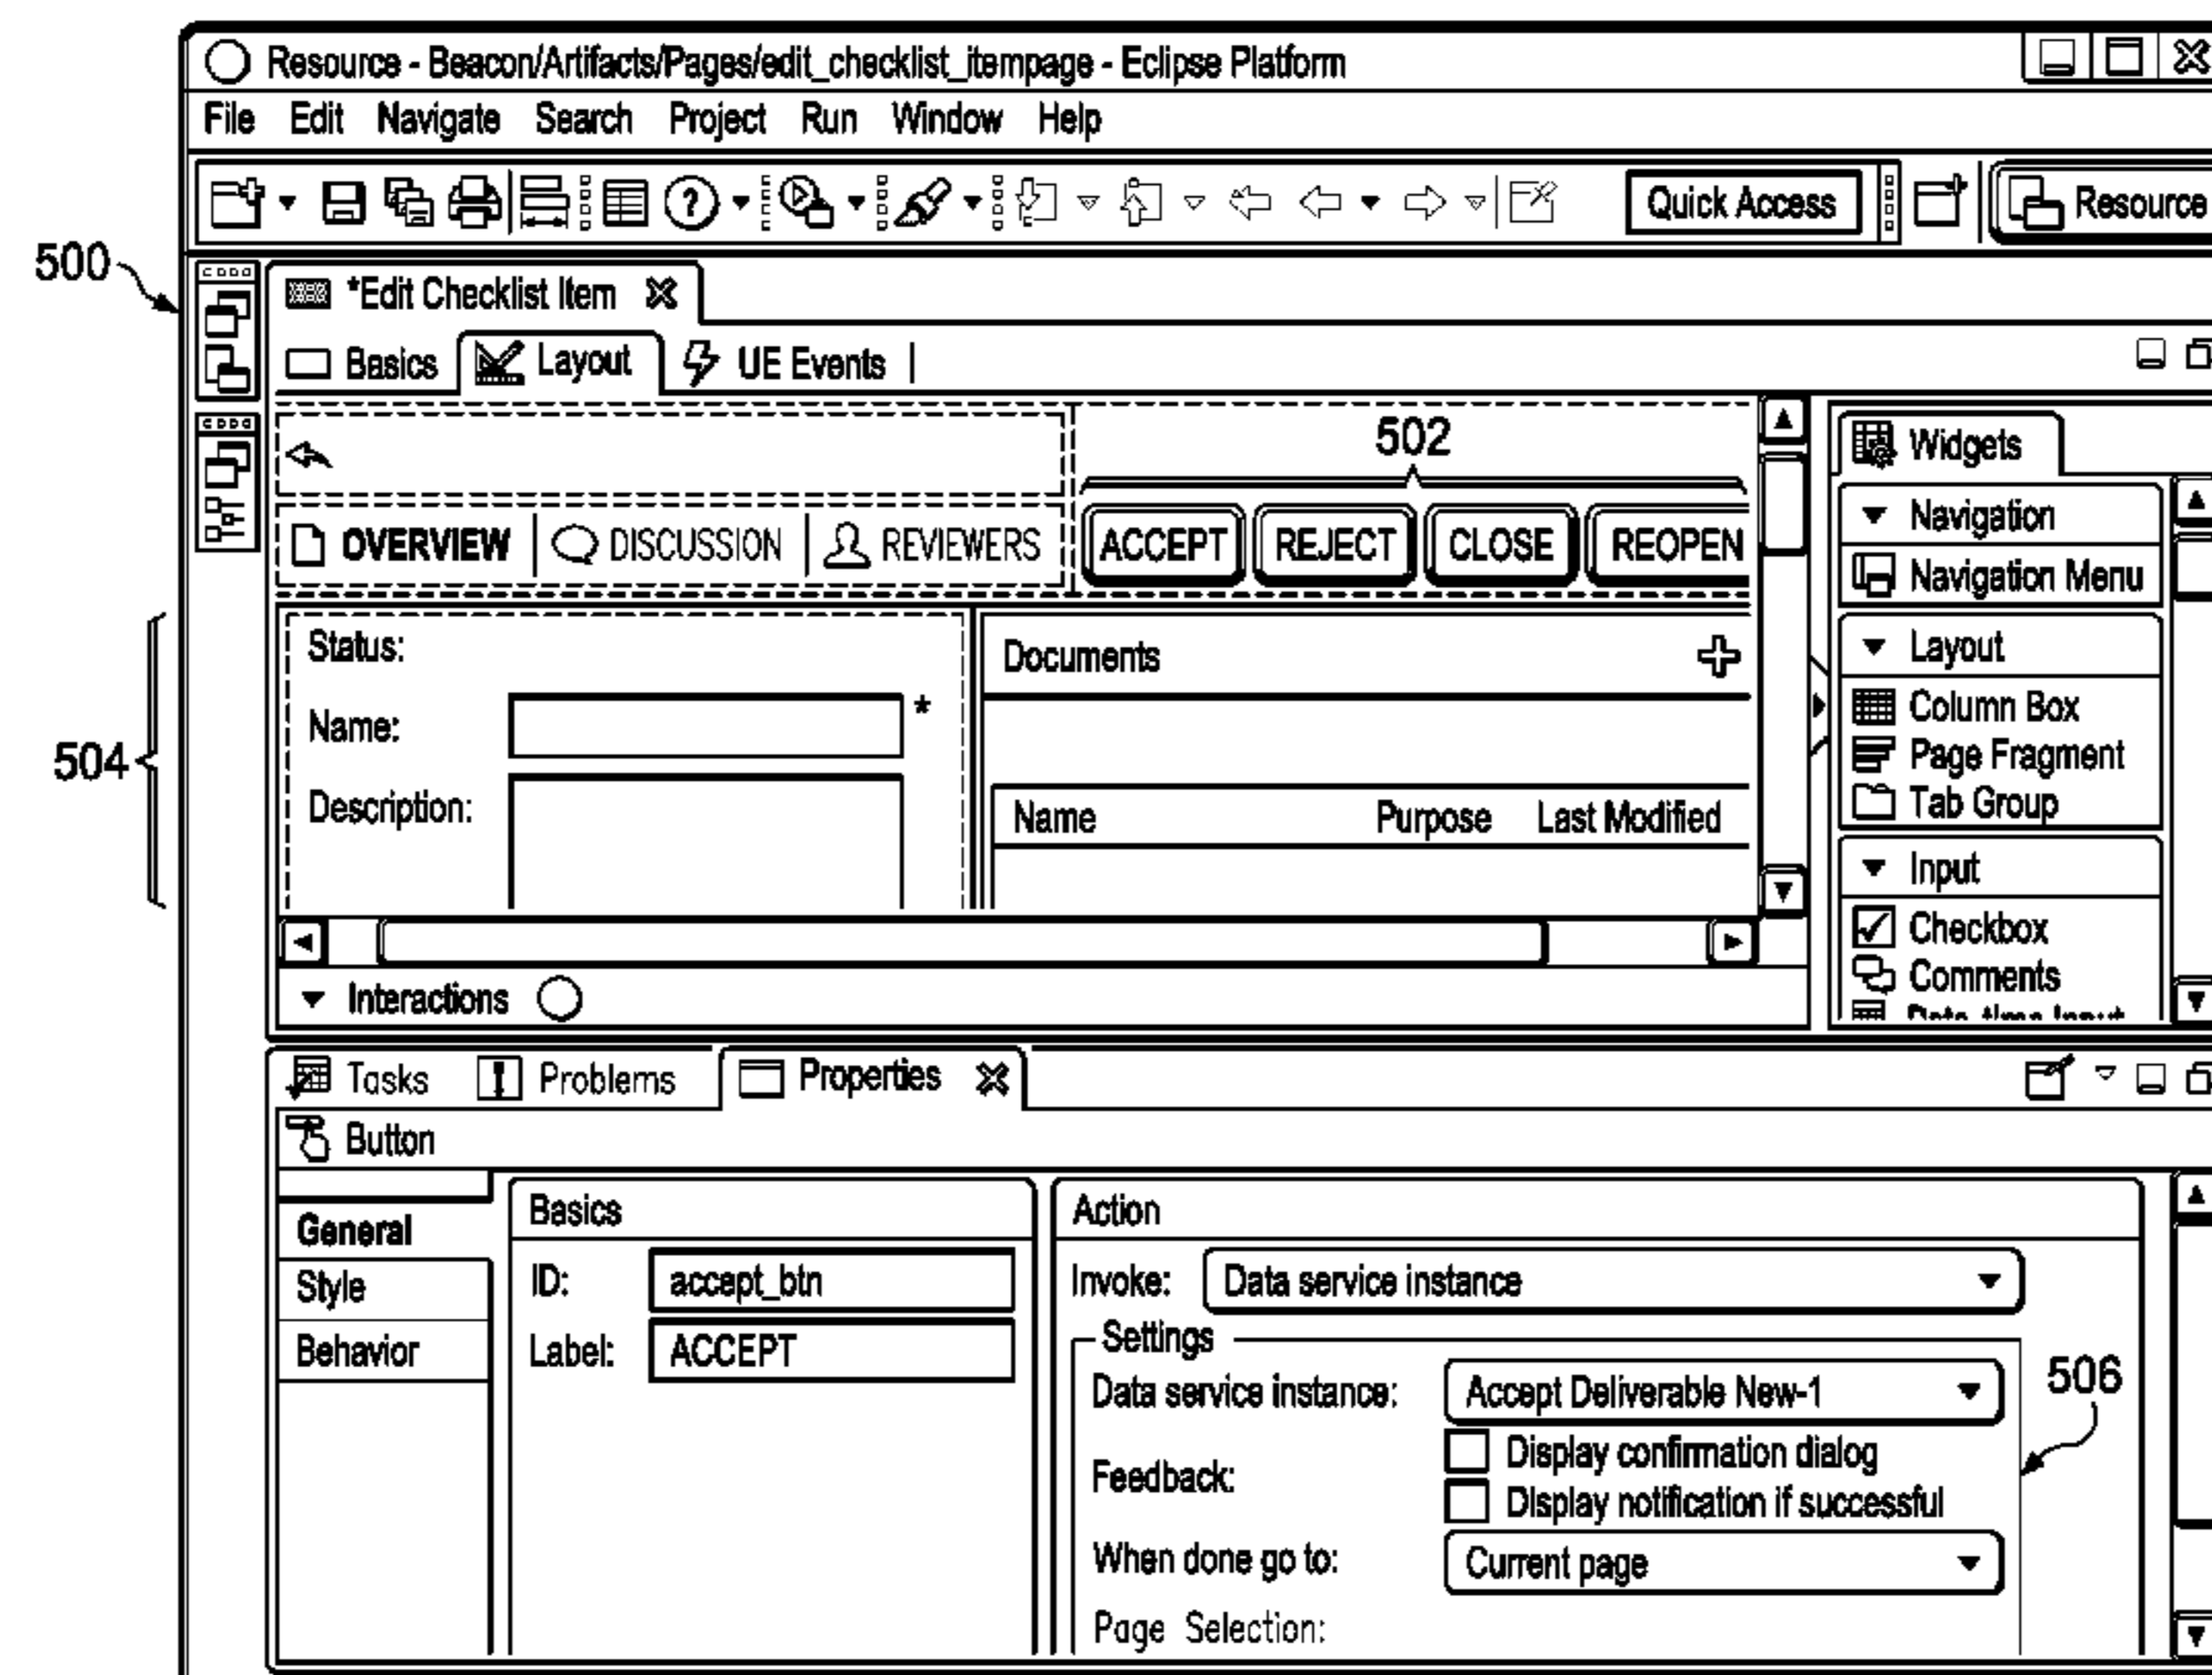 Resource - Beacon/Artifacts/Pages/edit_checklist_itempage - Eclipse Platform
File Edit Navigate Search Project Run Window Help
Quick Access Resource
500
*Edit Checklist Item
Basics Layout UE Events
502
Widgets
OVERVIEW DISCUSSION REVIEWERS ACCEPT REJECT CLOSE REOPEN
Navigation
Navigation Menu
Status:
Documents
Layout
Name: *
Column Box
504
Page Fragment
Description:
Name Purpose Last Modified
Tab Group
Input
Checkbox
Comments
Interactions
Date-time Input
Tasks Problems Properties
Button
General
Style
Behavior
Basics
ID: accept_btn
Label: ACCEPT
Action
Invoke: Data service instance
Settings
Data service instance: Accept Deliverable New-1
506
Feedback: Display confirmation dialog
Display notification if successful
When done go to: Current page
Page Selection: